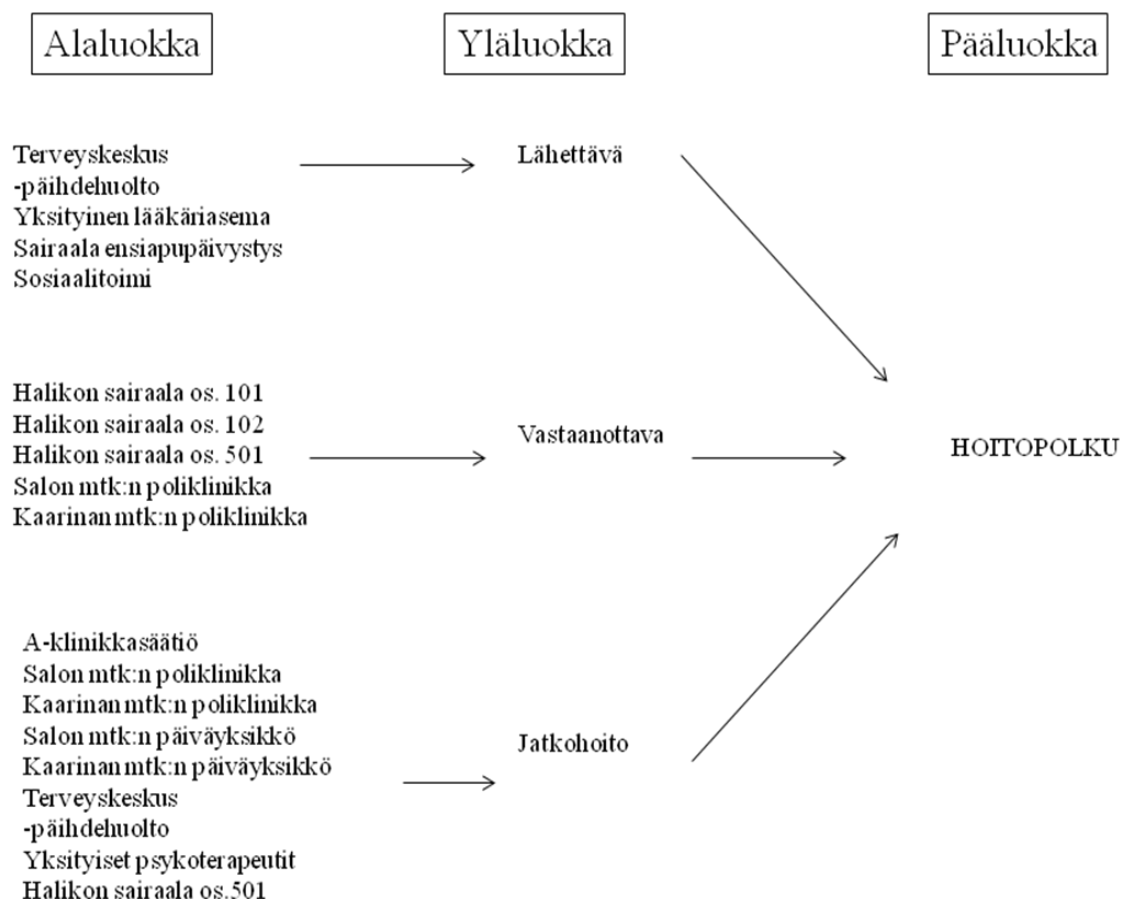 Alaluokka
Yläluokka
Pääluokka
Terveyskeskus
-päihdehuolto
Yksityinen lääkäriasema
Sairaala ensiapupäivystys
Sosiaalitoimi
Lähettävä
Halikon sairaala os. 101
Halikon sairaala os. 102
Halikon sairaala os. 501
Salon mtk:n poliklinikka
Kaarinan mtk:n poliklinikka
Vastaanottava
HOITOPOLKU
A-klinikkasäätiö
Salon mtk:n poliklinikka
Kaarinan mtk:n poliklinikka
Salon mtk:n päiväyksikkö
Kaarinan mtk:n päiväyksikkö
Terveyskeskus
-päihdehuolto
Yksityiset psykoterapeutit
Halikon sairaala os.501
Jatkohoito